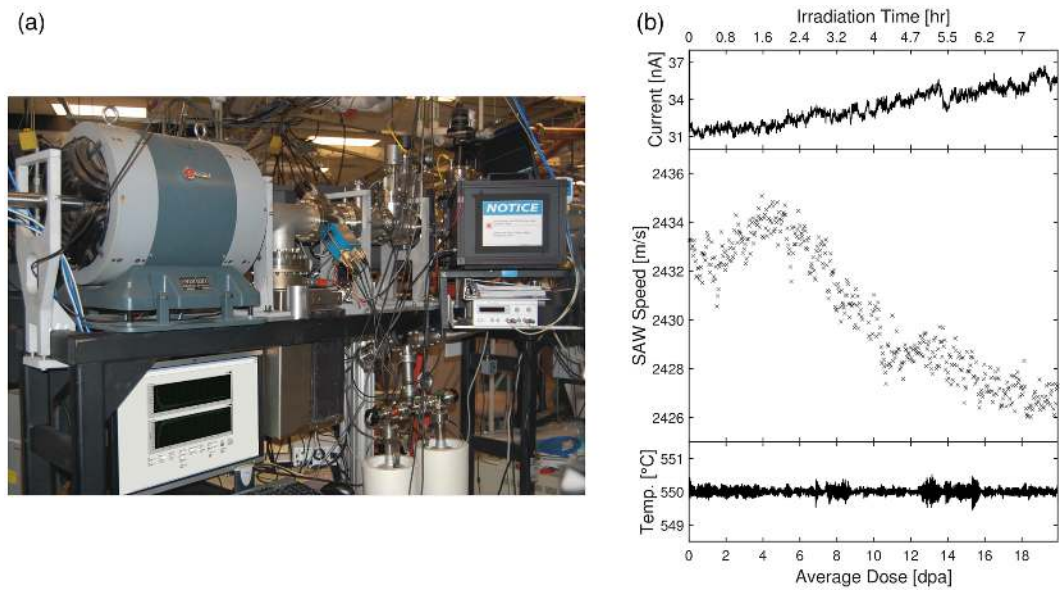 (a)
NOTICE
(b)
Irradiation Time [hr]
0 0.8 1.6 2.4 3.2 4 4.7 5.5 6.2 7
Current [nA]
37
34
31
SAW Speed [m/s]
2436
2434
2432
2430
2428
2426
Temp. [°C]
551
550
549
0 2 4 6 8 10 12 14 16 18
Average Dose [dpa]